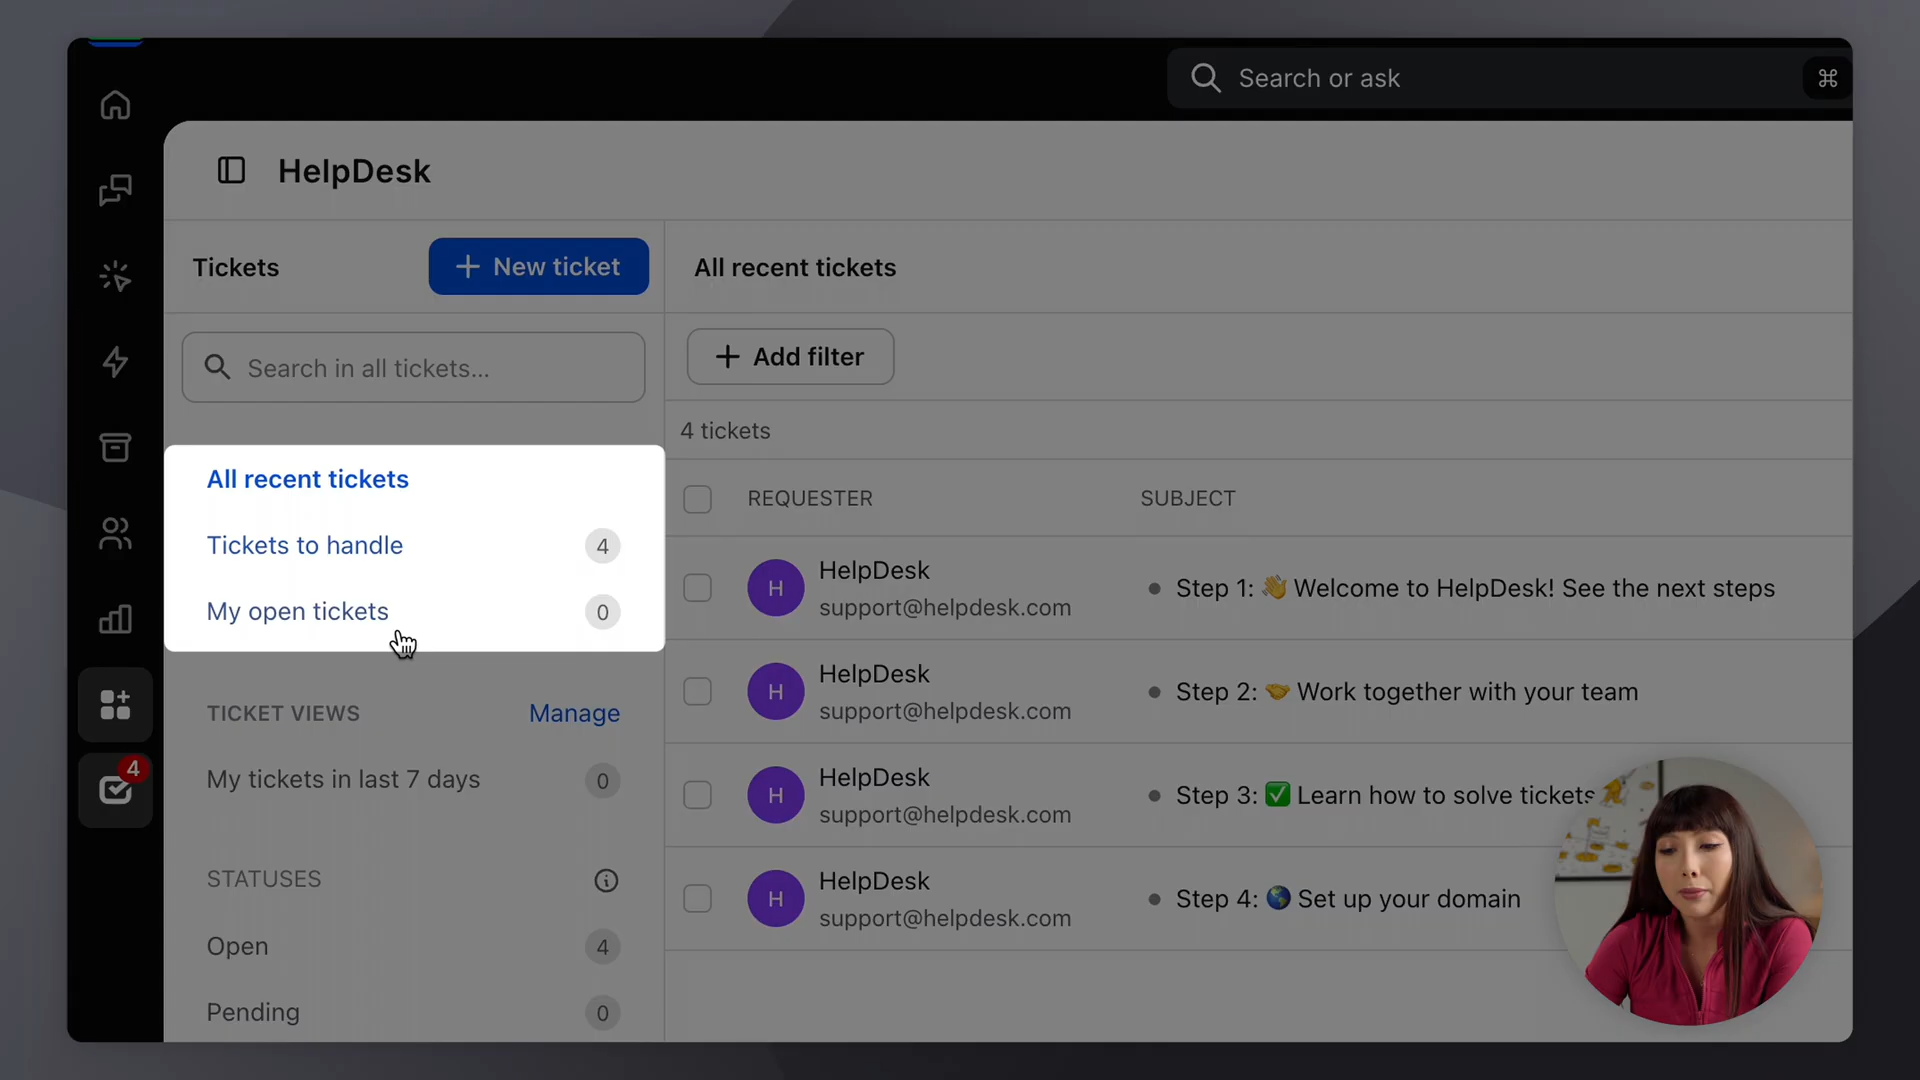 Search or ask
⌘
HelpDesk
Tickets
+ New ticket
Search in all tickets...
All recent tickets
Tickets to handle 4
My open tickets 0
TICKET VIEWS Manage
My tickets in last 7 days 0
STATUSES
Open 4
Pending 0
4
All recent tickets
+ Add filter
4 tickets
REQUESTER SUBJECT
H HelpDesk
support@helpdesk.com
Step 1: 👋 Welcome to HelpDesk! See the next steps
H HelpDesk
support@helpdesk.com
Step 2: 🤝 Work together with your team
H HelpDesk
support@helpdesk.com
Step 3: ✅ Learn how to solve tickets
H HelpDesk
support@helpdesk.com
Step 4: 🌎 Set up your domain